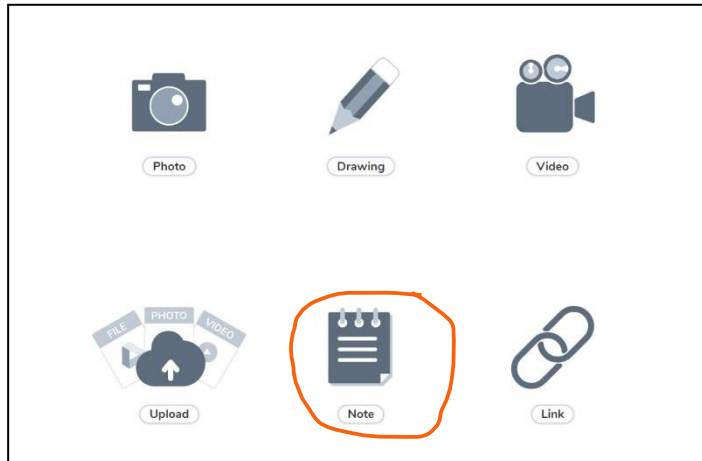 Photo
Drawing
Video
FILE
PHOTO
VIDEO
Upload
Note
Link